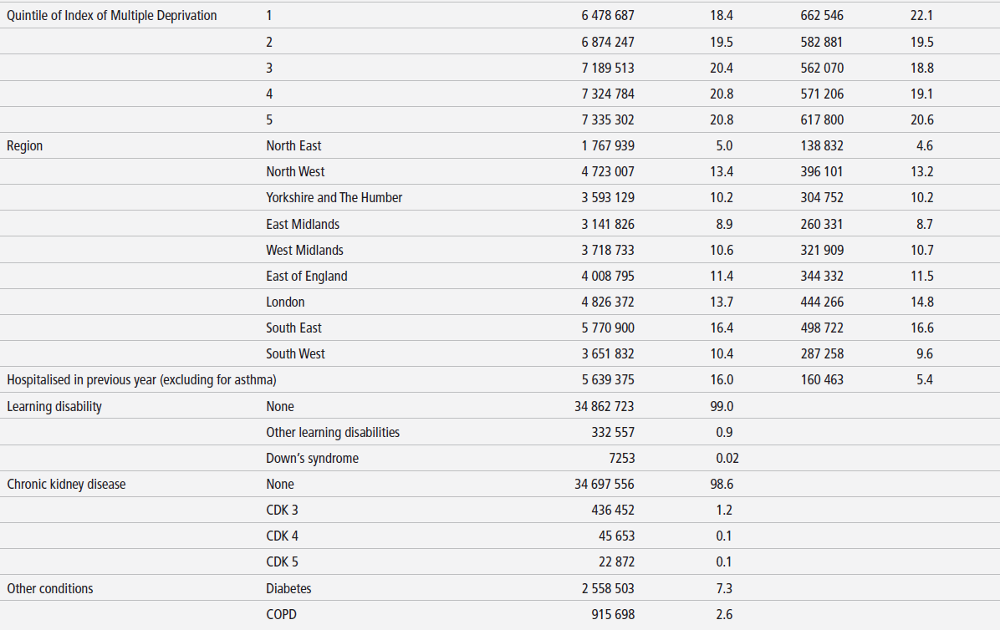 Quintile of Index of Multiple Deprivation 1 6 478 687 18.4 662 546 22.1
2 6 874 247 19.5 582 881 19.5
3 7 189 513 20.4 562 070 18.8
4 7 324 784 20.8 571 206 19.1
5 7 335 302 20.8 617 800 20.6
Region North East 1 767 939 5.0 138 832 4.6
North West 4 723 007 13.4 396 101 13.2
Yorkshire and The Humber 3 593 129 10.2 304 752 10.2
East Midlands 3 141 826 8.9 260 331 8.7
West Midlands 3 718 733 10.6 321 909 10.7
East of England 4 008 795 11.4 344 332 11.5
London 4 826 372 13.7 444 266 14.8
South East 5 770 900 16.4 498 722 16.6
South West 3 651 832 10.4 287 258 9.6
Hospitalised in previous year (excluding for asthma) 5 639 375 16.0 160 463 5.4
Learning disability None 34 862 723 99.0
Other learning disabilities 332 557 0.9
Down's syndrome 7253 0.02
Chronic kidney disease None 34 697 556 98.6
CDK 3 436 452 1.2
CDK 4 45 653 0.1
CDK 5 22 872 0.1
Other conditions Diabetes 2 558 503 7.3
COPD 915 698 2.6